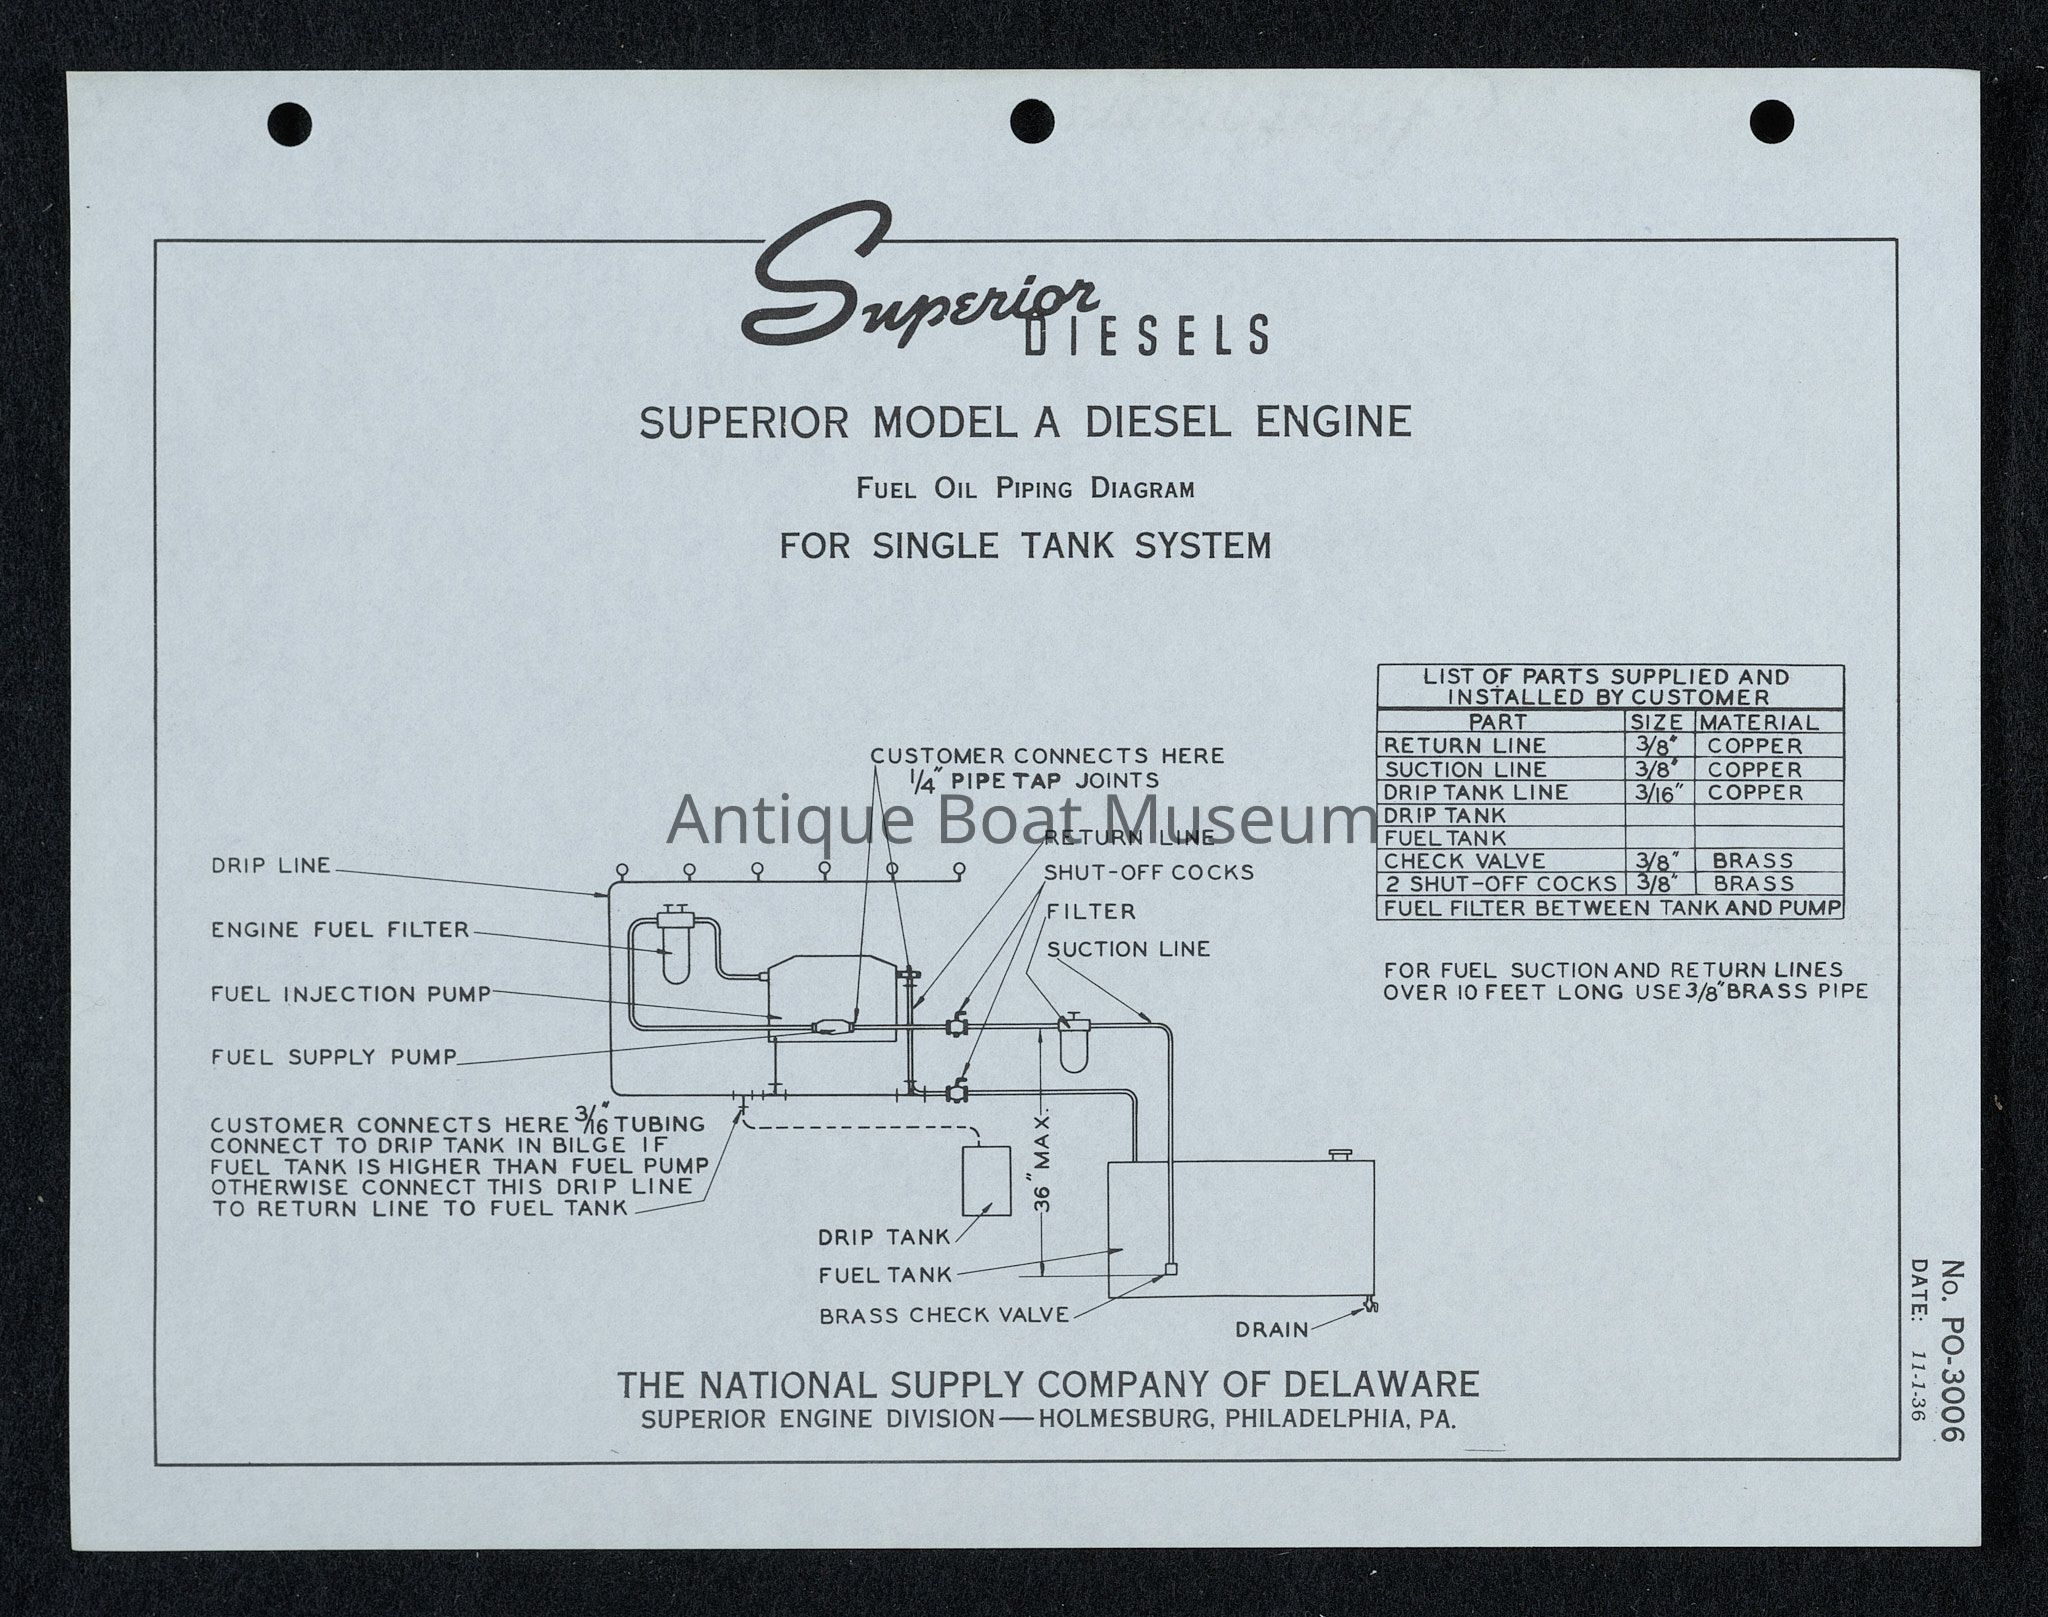 Superior
DIESELS
SUPERIOR MODEL A DIESEL ENGINE
FUEL OIL PIPING DIAGRAM
FOR SINGLE TANK SYSTEM
LIST OF PARTS SUPPLIED AND
INSTALLED BY CUSTOMER
PART SIZE MATERIAL
RETURN LINE 3/8" COPPER
SUCTION LINE 3/8" COPPER
DRIP TANK LINE 3/16" COPPER
DRIP TANK
FUEL TANK
CHECK VALVE 3/8" BRASS
2 SHUT-OFF COCKS 3/8" BRASS
FUEL FILTER BETWEEN TANK AND PUMP
FOR FUEL SUCTION AND RETURN LINES
OVER 10 FEET LONG USE 3/8" BRASS PIPE
CUSTOMER CONNECTS HERE
1/4" PIPE TAP JOINTS
Antique Boat Museum
RETURN LINE
SHUT-OFF COCKS
FILTER
SUCTION LINE
DRIP LINE
ENGINE FUEL FILTER
FUEL INJECTION PUMP
FUEL SUPPLY PUMP
CUSTOMER CONNECTS HERE 3/16" TUBING
CONNECT TO DRIP TANK IN BILGE IF
FUEL TANK IS HIGHER THAN FUEL PUMP
OTHERWISE CONNECT THIS DRIP LINE
TO RETURN LINE TO FUEL TANK
36" MAX.
DRIP TANK
FUEL TANK
BRASS CHECK VALVE
DRAIN
THE NATIONAL SUPPLY COMPANY OF DELAWARE
SUPERIOR ENGINE DIVISION—HOLMESBURG, PHILADELPHIA, PA.
No. PO-3006
DATE: 11-1-36